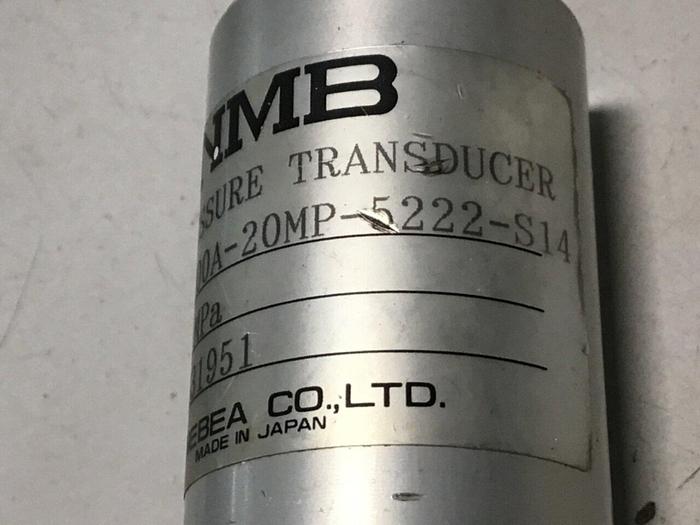 NMB
SSURE TRANSDUCER
00A-20MP-5222-S14
MPa
1951
EBEA CO.,LTD.
MADE IN JAPAN